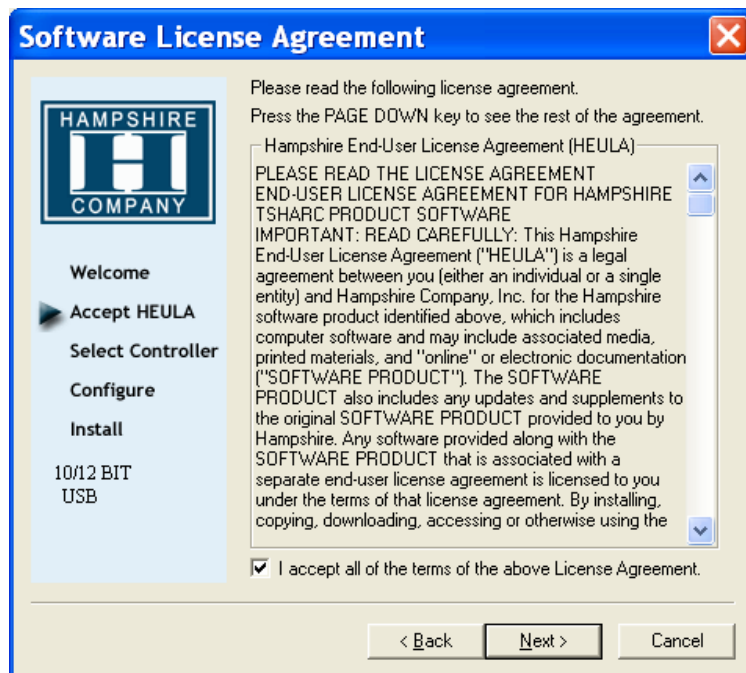 Software License Agreement
HAMPSHIRE
H
COMPANY
Welcome
Accept HEULA
Select Controller
Configure
Install
10/12 BIT
USB
Please read the following license agreement.
Press the PAGE DOWN key to see the rest of the agreement.
Hampshire End-User License Agreement (HEULA)
PLEASE READ THE LICENSE AGREEMENT
END-USER LICENSE AGREEMENT FOR HAMPSHIRE
TSHARC PRODUCT SOFTWARE
IMPORTANT: READ CAREFULLY: This Hampshire
End-User License Agreement ("HEULA") is a legal
agreement between you (either an individual or a single
entity) and Hampshire Company, Inc. for the Hampshire
software product identified above, which includes
computer software and may include associated media,
printed materials, and "online" or electronic documentation
("SOFTWARE PRODUCT"). The SOFTWARE
PRODUCT also includes any updates and supplements to
the original SOFTWARE PRODUCT provided to you by
Hampshire. Any software provided along with the
SOFTWARE PRODUCT that is associated with a
separate end-user license agreement is licensed to you
under the terms of that license agreement. By installing,
copying, downloading, accessing or otherwise using the
I accept all of the terms of the above License Agreement.
< Back
Next >
Cancel